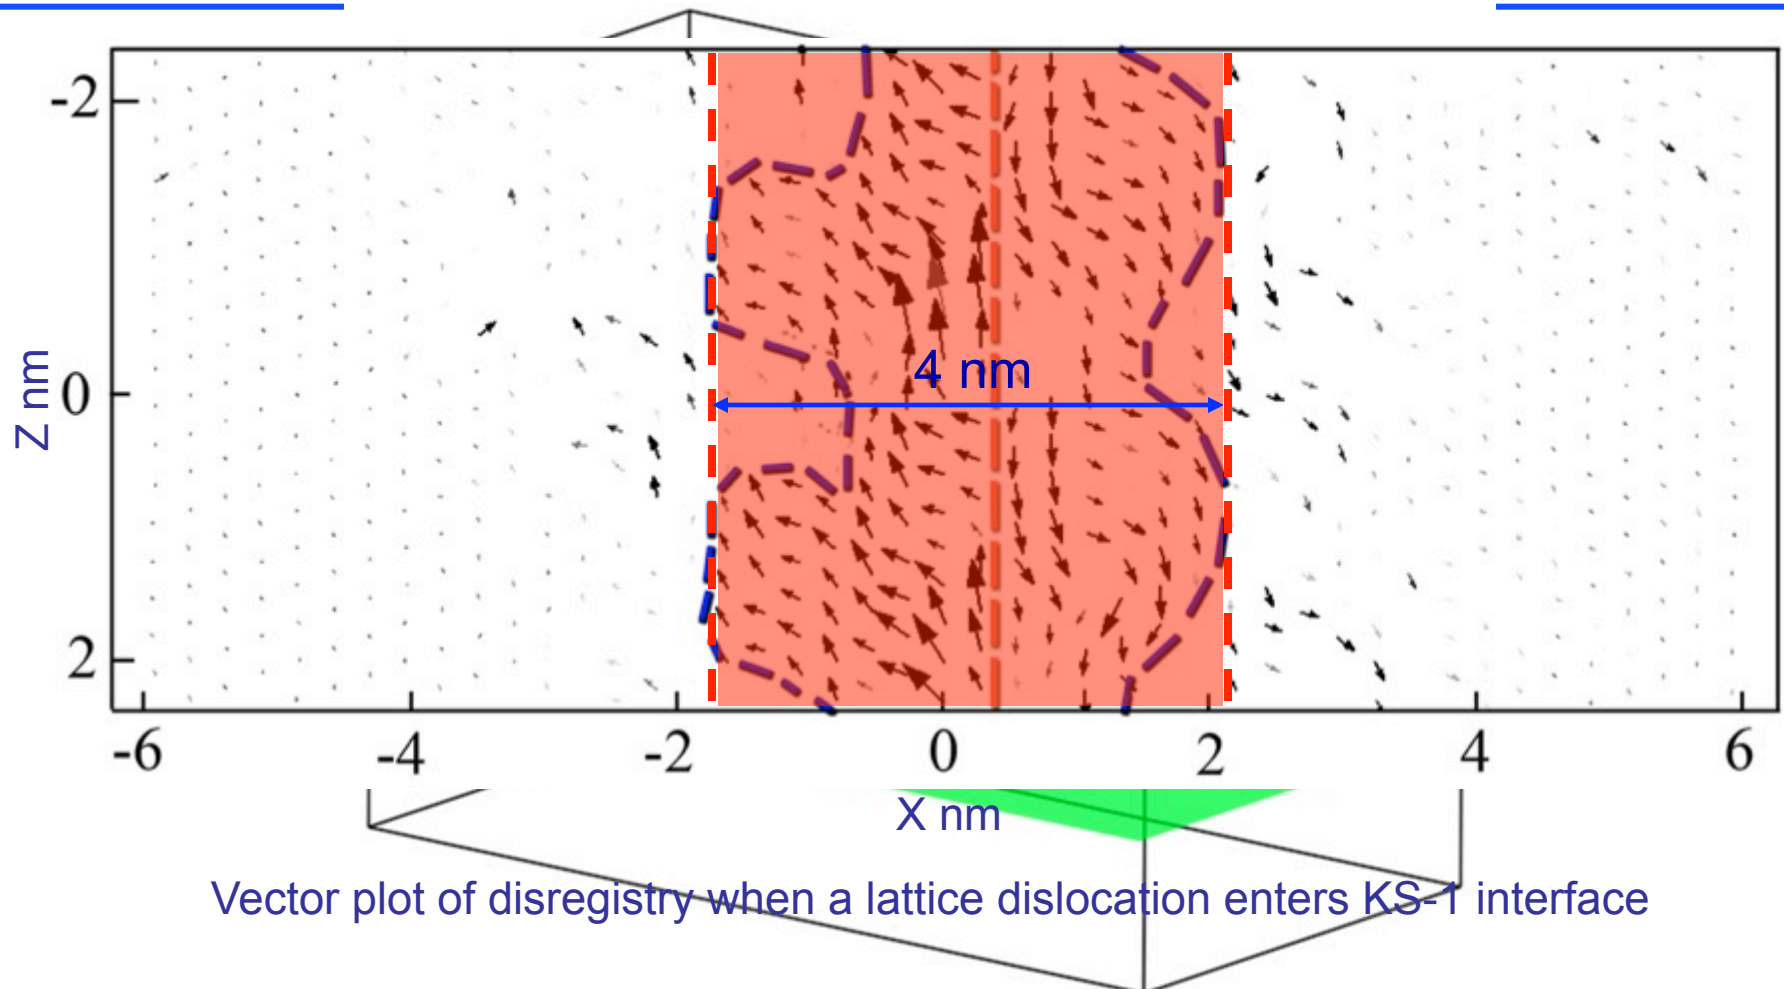 -2
0
2
Z nm
4 nm
-6 -4 -2 0 2 4 6
X nm
Vector plot of disregistry when a lattice dislocation enters KS-1 interface